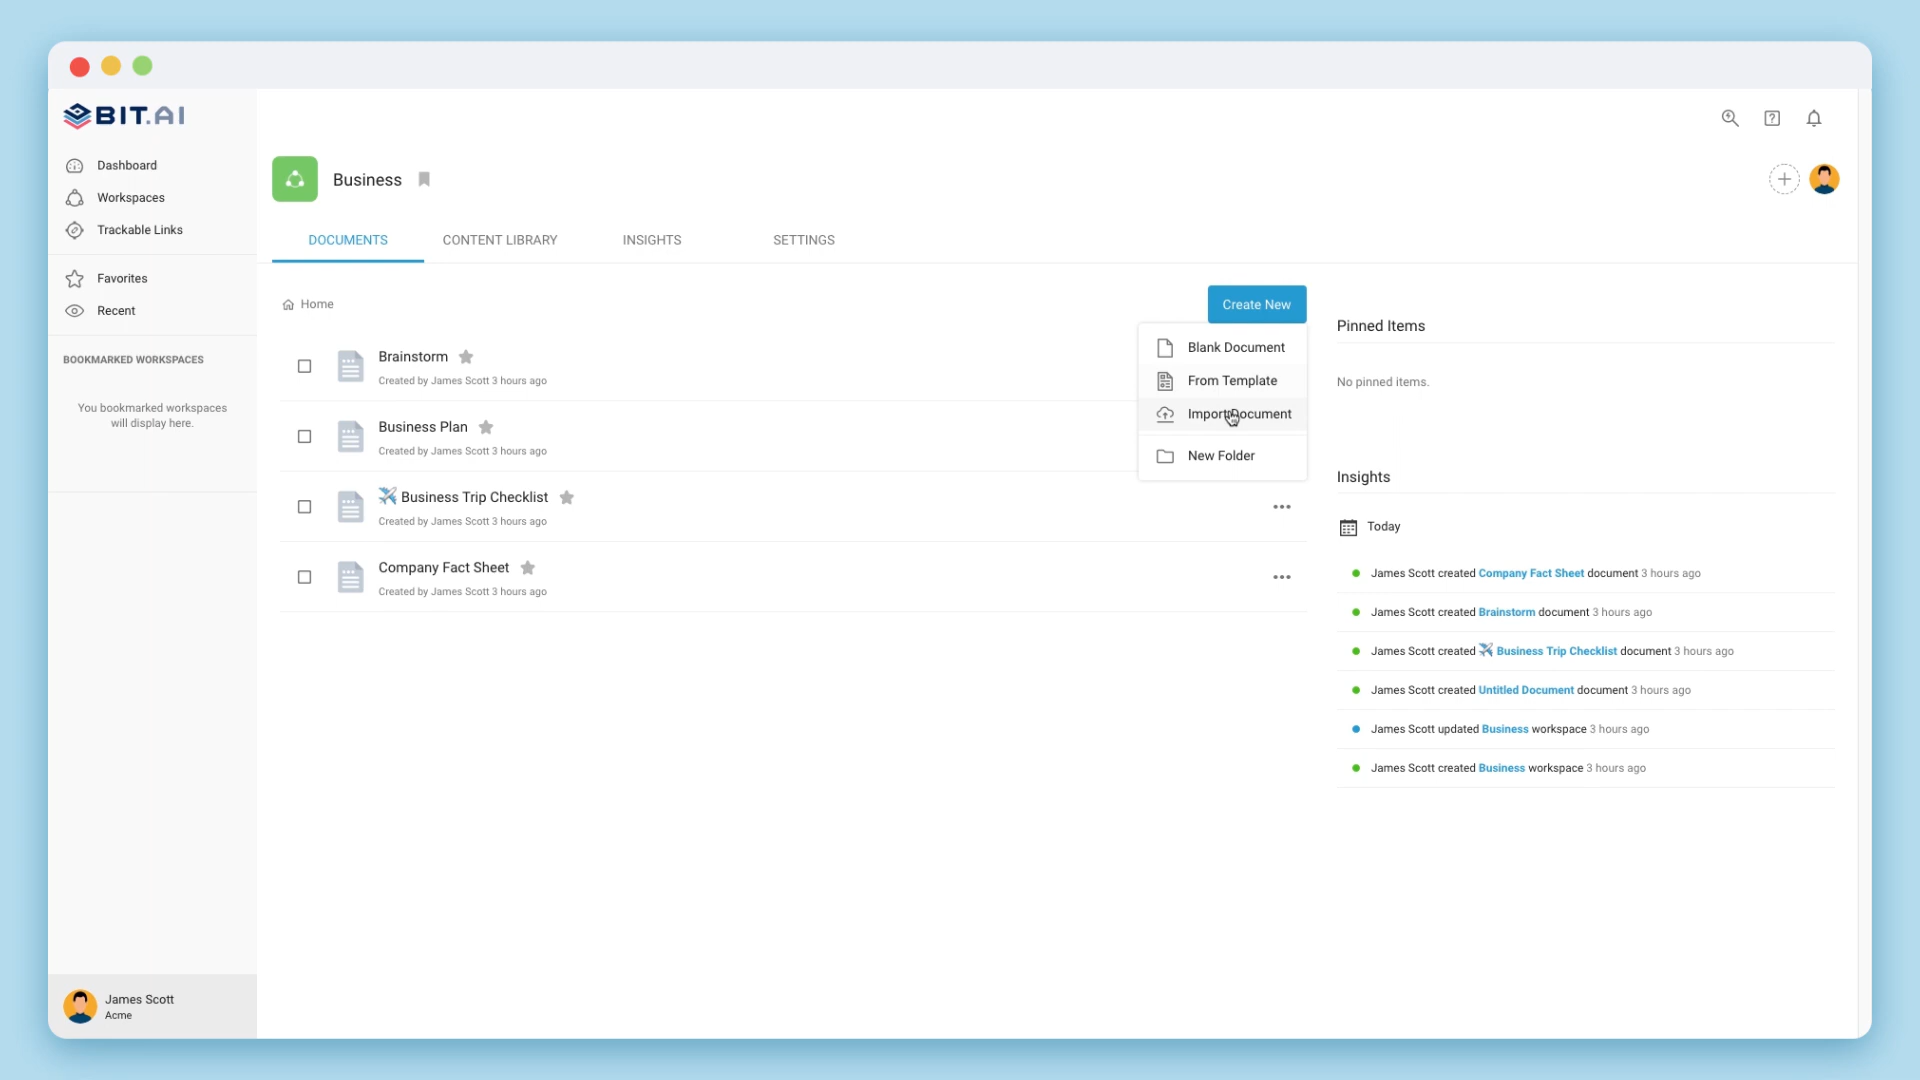 BIT.AI
Dashboard
Workspaces
Trackable Links
Favorites
Recent
BOOKMARKED WORKSPACES
You bookmarked workspaces
will display here.
James Scott
Acme
Business
DOCUMENTS
CONTENT LIBRARY
INSIGHTS
SETTINGS
Home
Create New
Blank Document
From Template
Import Document
New Folder
Brainstorm
Created by James Scott 3 hours ago
Business Plan
Created by James Scott 3 hours ago
Business Trip Checklist
Created by James Scott 3 hours ago
Company Fact Sheet
Created by James Scott 3 hours ago
Pinned Items
No pinned items.
Insights
Today
James Scott created Company Fact Sheet document 3 hours ago
James Scott created Brainstorm document 3 hours ago
James Scott created ✈️ Business Trip Checklist document 3 hours ago
James Scott created Untitled Document document 3 hours ago
James Scott updated Business workspace 3 hours ago
James Scott created Business workspace 3 hours ago